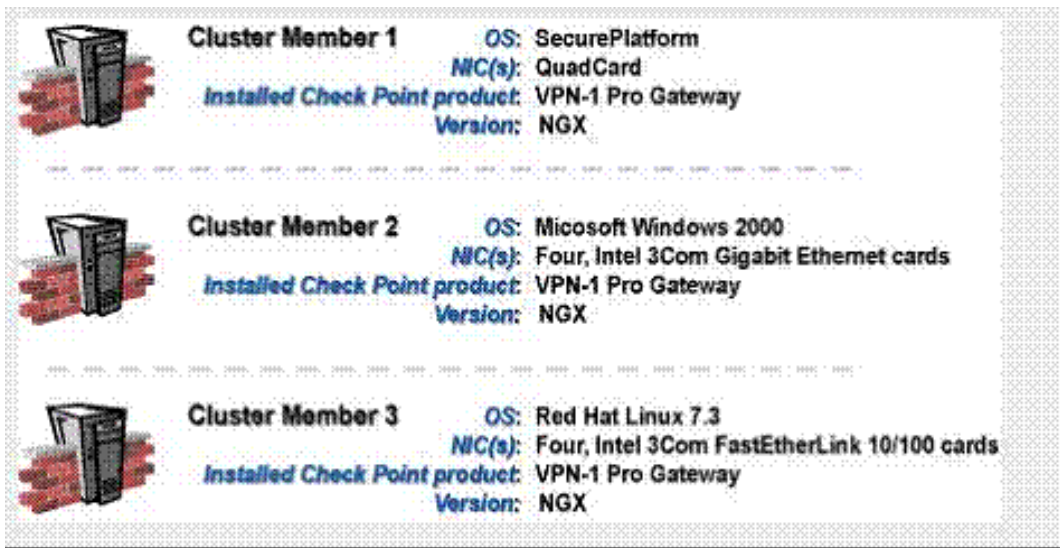 Cluster Member 1 OS: SecurePlatform
NIC(s): QuadCard
Installed Check Point product: VPN-1 Pro Gateway
Version: NGX
Cluster Member 2 OS: Micosoft Windows 2000
NIC(s): Four, Intel 3Com Gigabit Ethernet cards
Installed Check Point product: VPN-1 Pro Gateway
Version: NGX
Cluster Member 3 OS: Red Hat Linux 7.3
NIC(s): Four, Intel 3Com FastEtherLink 10/100 cards
Installed Check Point product: VPN-1 Pro Gateway
Version: NGX